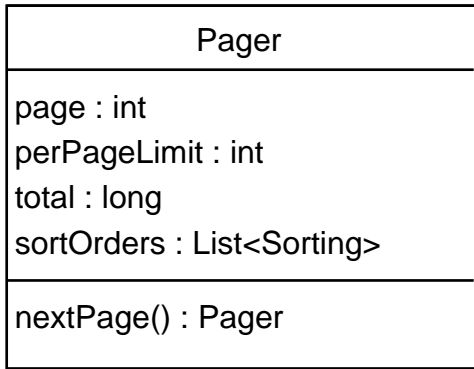 Pager
page : int
perPageLimit : int
total : long
sortOrders : List<Sorting>
nextPage() : Pager